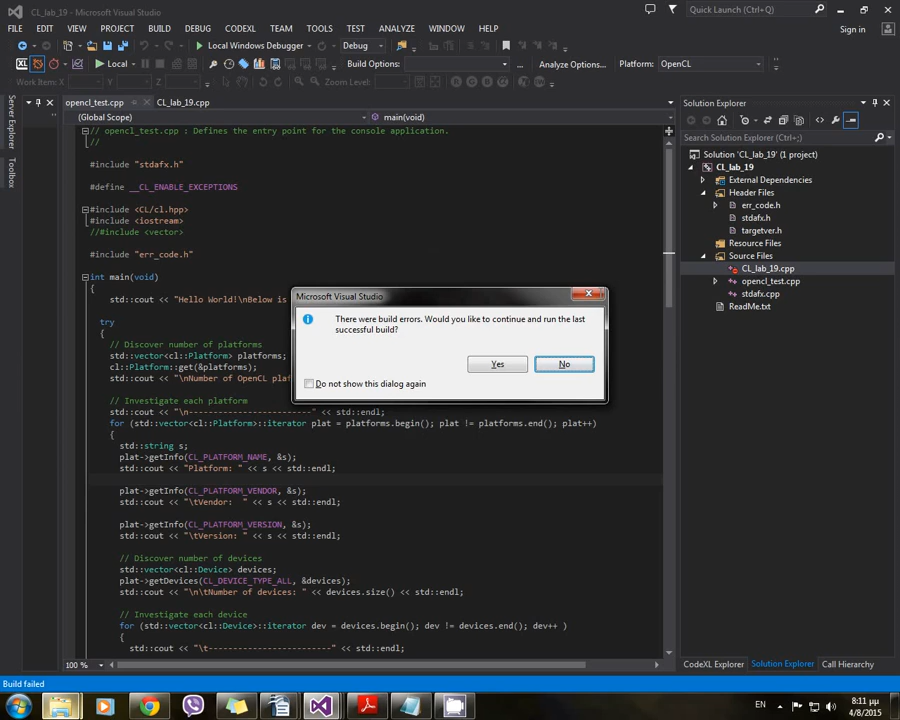 CL_lab_19 - Microsoft Visual Studio
Quick Launch (Ctrl+Q)
FILE EDIT VIEW PROJECT BUILD DEBUG CODEXL TEAM TOOLS TEST ANALYZE WINDOW HELP
Sign in
Local Windows Debugger Debug
XL Local Build Options: ... Analyze Options... Platform: OpenCL
Work Item: Zoom Level:
Server Explorer
Toolbox
opencl_test.cpp CL_lab_19.cpp
(Global Scope) main(void)
// opencl_test.cpp : Defines the entry point for the console application.
//
#include "stdafx.h"
#define __CL_ENABLE_EXCEPTIONS
#include <CL/cl.hpp>
#include <iostream>
//#include <vector>
#include "err_code.h"
int main(void)
{
std::cout << "Hello World!\nBelow is
try
{
// Discover number of platforms
std::vector<cl::Platform> platforms;
cl::Platform::get(&platforms);
std::cout << "\nNumber of OpenCL plat
// Investigate each platform
std::cout << "\n-------------------------" << std::endl;
for (std::vector<cl::Platform>::iterator plat = platforms.begin(); plat != platforms.end(); plat++)
{
std::string s;
plat->getInfo(CL_PLATFORM_NAME, &s);
std::cout << "Platform: " << s << std::endl;
plat->getInfo(CL_PLATFORM_VENDOR, &s);
std::cout << "\tVendor:  " << s << std::endl;
plat->getInfo(CL_PLATFORM_VERSION, &s);
std::cout << "\tVersion: " << s << std::endl;
// Discover number of devices
std::vector<cl::Device> devices;
plat->getDevices(CL_DEVICE_TYPE_ALL, &devices);
std::cout << "\n\tNumber of devices: " << devices.size() << std::endl;
// Investigate each device
for (std::vector<cl::Device>::iterator dev = devices.begin(); dev != devices.end(); dev++ )
{
std::cout << "\t-------------------------" << std::endl;
100 %
Microsoft Visual Studio
There were build errors. Would you like to continue and run the last
successful build?
Yes No
Do not show this dialog again
Solution Explorer
Search Solution Explorer (Ctrl+;)
Solution 'CL_lab_19' (1 project)
CL_lab_19
External Dependencies
Header Files
err_code.h
stdafx.h
targetver.h
Resource Files
Source Files
CL_lab_19.cpp
opencl_test.cpp
stdafx.cpp
ReadMe.txt
CodeXL Explorer Solution Explorer Call Hierarchy
Build failed
EN
8:11 μμ
4/8/2015